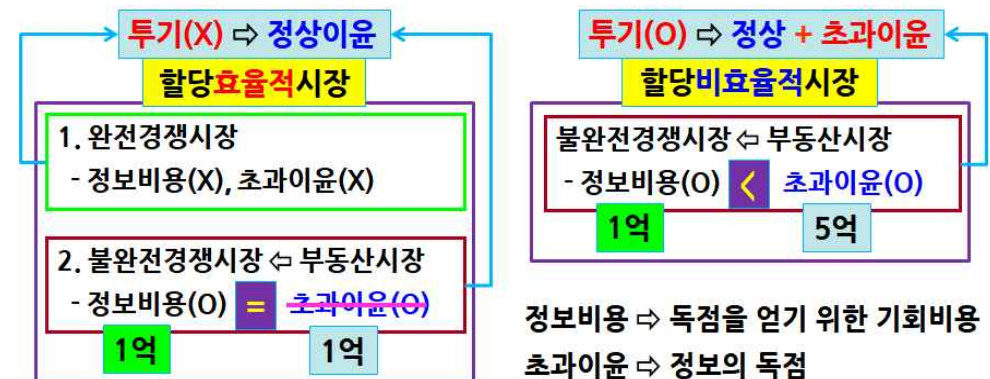 투기(X) ⇨ 정상이윤
할당효율적시장
1. 완전경쟁시장
- 정보비용(X), 초과이윤(X)
2. 불완전경쟁시장 ⇦ 부동산시장
- 정보비용(O) = 초과이윤(O)
1억 1억
투기(O) ⇨ 정상 + 초과이윤
할당비효율적시장
불완전경쟁시장 ⇦ 부동산시장
- 정보비용(O) < 초과이윤(O)
1억 5억
정보비용 ⇨ 독점을 얻기 위한 기회비용
초과이윤 ⇨ 정보의 독점